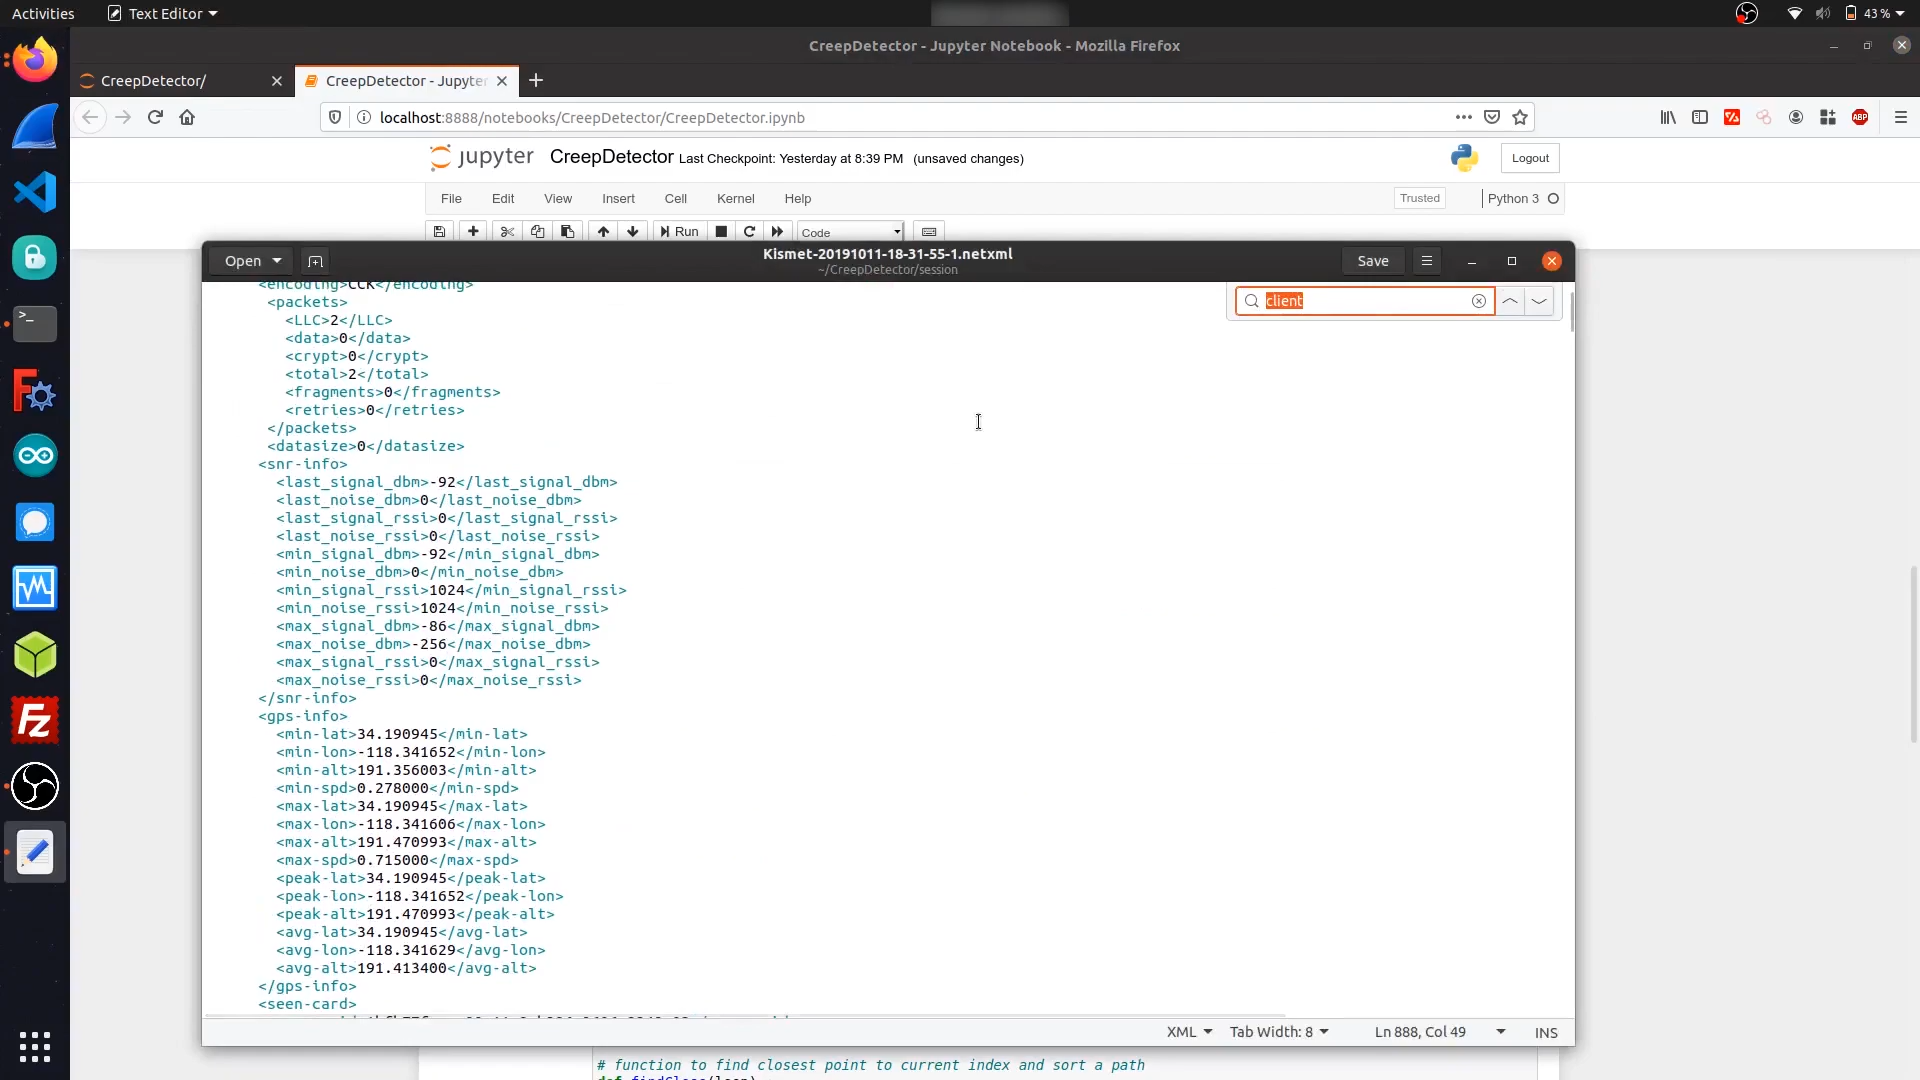 Activities Text Editor 43 %
CreepDetector - Jupyter Notebook - Mozilla Firefox
CreepDetector/ CreepDetector - Jupyter
localhost:8888/notebooks/CreepDetector/CreepDetector.ipynb
ABP
jupyter CreepDetector Last Checkpoint: Yesterday at 8:39 PM (unsaved changes) Logout
File Edit View Insert Cell Kernel Help Trusted Python 3
Run Code
Open Kismet-20191011-18-31-55-1.netxml Save
~/CreepDetector/session
<encoding>CCK</encoding>
client
<packets>
<LLC>2</LLC>
<data>0</data>
<crypt>0</crypt>
<total>2</total>
<fragments>0</fragments>
<retries>0</retries>
</packets>
<datasize>0</datasize>
<snr-info>
<last_signal_dbm>-92</last_signal_dbm>
<last_noise_dbm>0</last_noise_dbm>
<last_signal_rssi>0</last_signal_rssi>
<last_noise_rssi>0</last_noise_rssi>
<min_signal_dbm>-92</min_signal_dbm>
<min_noise_dbm>0</min_noise_dbm>
<min_signal_rssi>1024</min_signal_rssi>
<min_noise_rssi>1024</min_noise_rssi>
<max_signal_dbm>-86</max_signal_dbm>
<max_noise_dbm>-256</max_noise_dbm>
<max_signal_rssi>0</max_signal_rssi>
<max_noise_rssi>0</max_noise_rssi>
</snr-info>
<gps-info>
<min-lat>34.190945</min-lat>
<min-lon>-118.341652</min-lon>
<min-alt>191.356003</min-alt>
<min-spd>0.278000</min-spd>
<max-lat>34.190945</max-lat>
<max-lon>-118.341606</max-lon>
<max-alt>191.470993</max-alt>
<max-spd>0.715000</max-spd>
<peak-lat>34.190945</peak-lat>
<peak-lon>-118.341652</peak-lon>
<peak-alt>191.470993</peak-alt>
<avg-lat>34.190945</avg-lat>
<avg-lon>-118.341629</avg-lon>
<avg-alt>191.413400</avg-alt>
</gps-info>
<seen-card>
XML Tab Width: 8 Ln 888, Col 49 INS
# function to find closest point to current index and sort a path